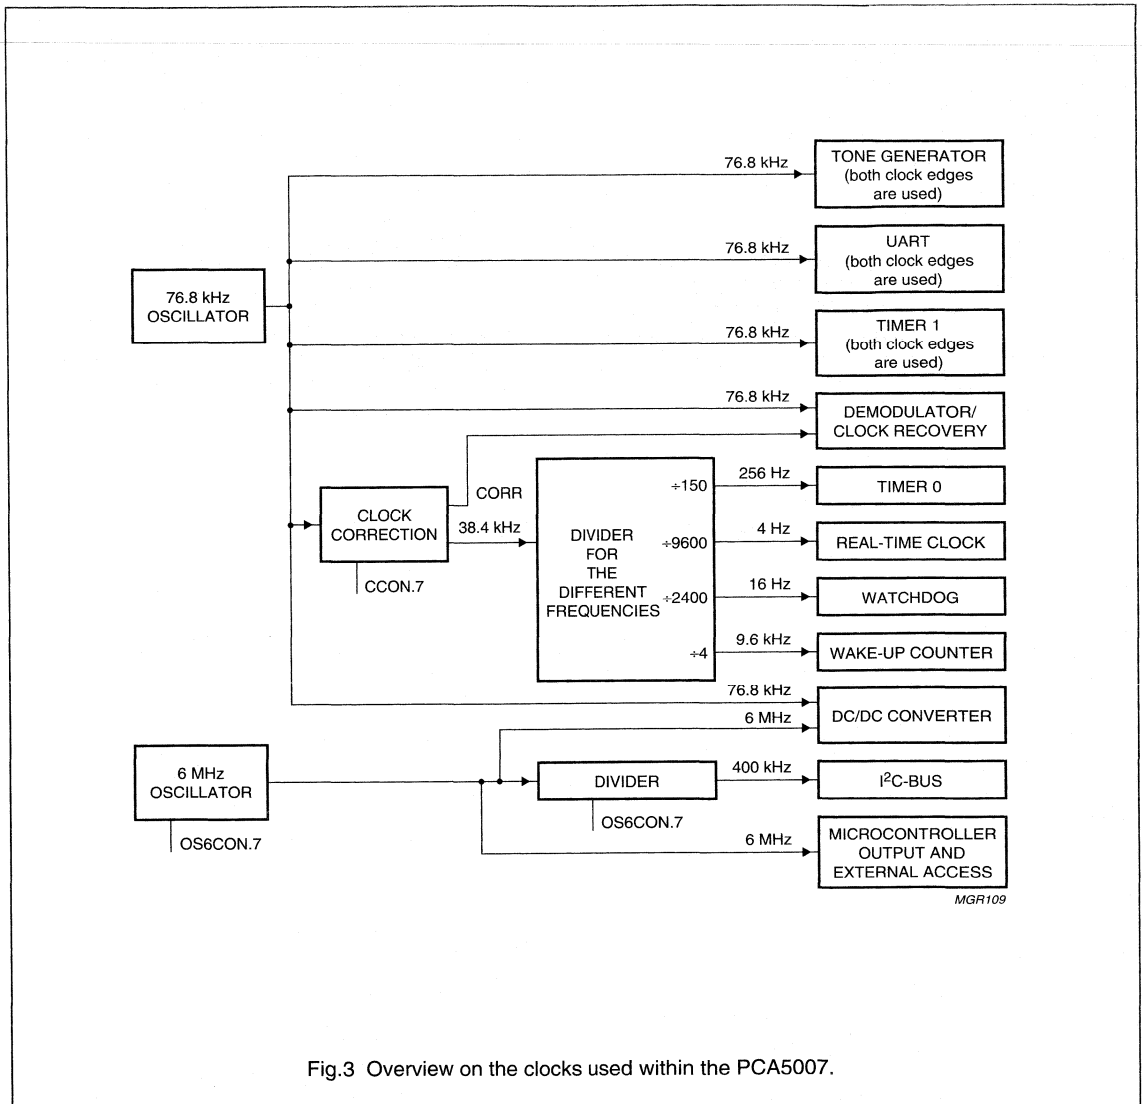 76.8 kHz
TONE GENERATOR
(both clock edges
are used)
76.8 kHz
UART
(both clock edges
are used)
76.8 kHz
OSCILLATOR
76.8 kHz
TIMER 1
(both clock edges
are used)
76.8 kHz
DEMODULATOR/
CLOCK RECOVERY
CORR
CLOCK
CORRECTION
38.4 kHz
CCON.7
DIVIDER
FOR
THE
DIFFERENT
FREQUENCIES
÷150
256 Hz
TIMER 0
÷9600
4 Hz
REAL-TIME CLOCK
÷2400
16 Hz
WATCHDOG
÷4
9.6 kHz
WAKE-UP COUNTER
76.8 kHz
6 MHz
DC/DC CONVERTER
6 MHz
OSCILLATOR
OS6CON.7
DIVIDER
OS6CON.7
400 kHz
I²C-BUS
6 MHz
MICROCONTROLLER
OUTPUT AND
EXTERNAL ACCESS
MGR109
Fig.3 Overview on the clocks used within the PCA5007.